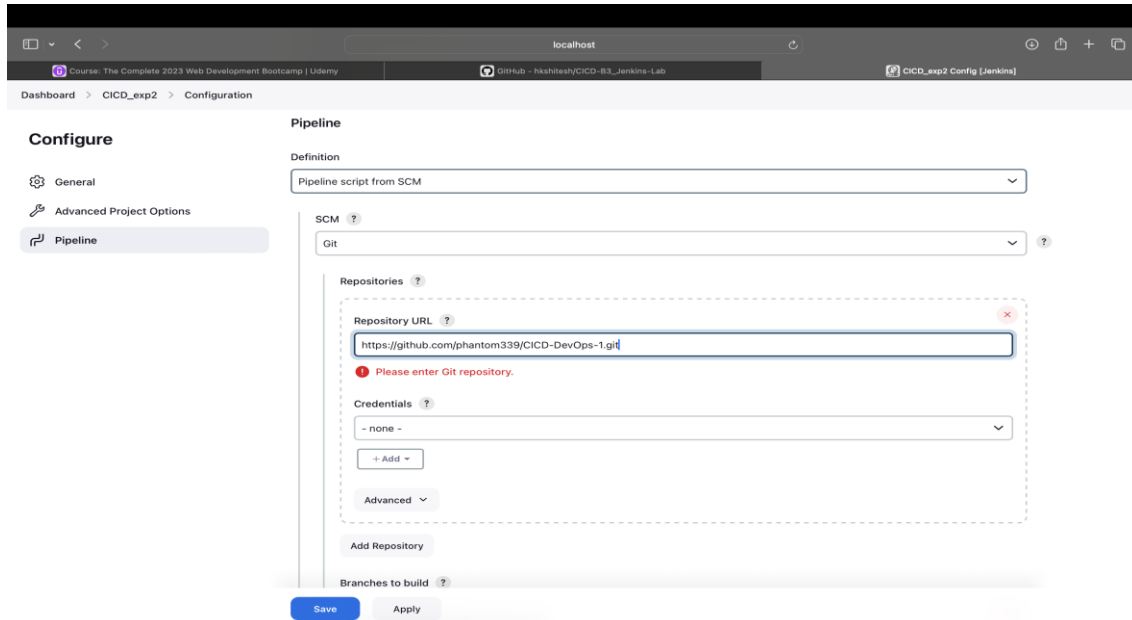 localhost
Course: The Complete 2023 Web Development Bootcamp | Udemy
GitHub - hkshitesh/CICD-B3_Jenkins-Lab
CICD_exp2 Config [Jenkins]
Dashboard > CICD_exp2 > Configuration
Configure
General
Advanced Project Options
Pipeline
Pipeline
Definition
Pipeline script from SCM
SCM ?
Git
?
Repositories ?
Repository URL ?
https://github.com/phantom339/CICD-DevOps-1.git
Please enter Git repository.
Credentials ?
- none -
+ Add
Advanced
Add Repository
Branches to build ?
Save Apply